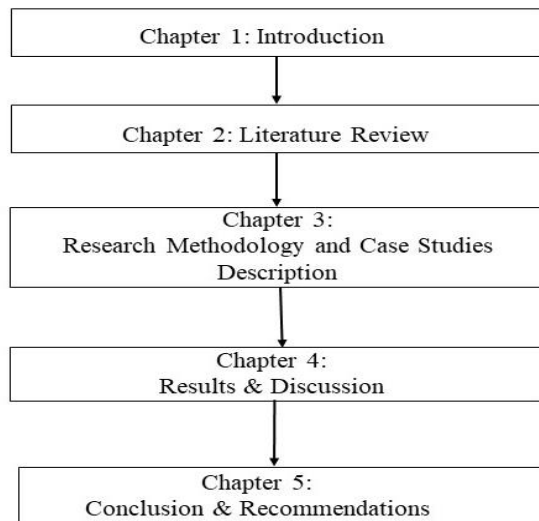 Chapter 1: Introduction
Chapter 2: Literature Review
Chapter 3:
Research Methodology and Case Studies
Description
Chapter 4:
Results & Discussion
Chapter 5:
Conclusion & Recommendations